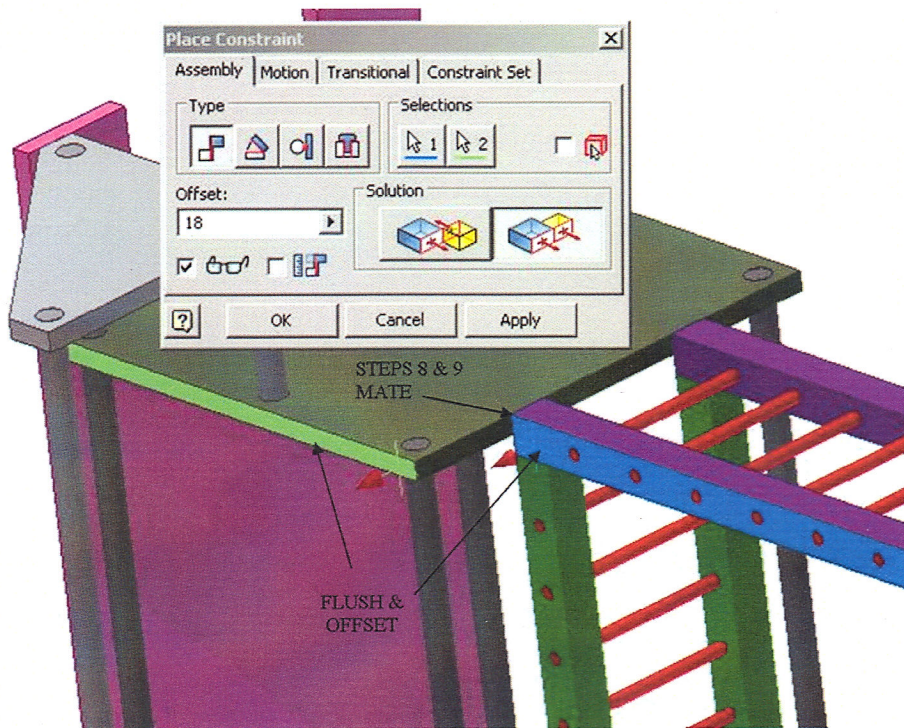 Place Constraint
Assembly Motion Transitional Constraint Set
Type
Selections
1 2
Offset:
18
Solution
?
OK Cancel Apply
STEPS 8 & 9
MATE
FLUSH &
OFFSET